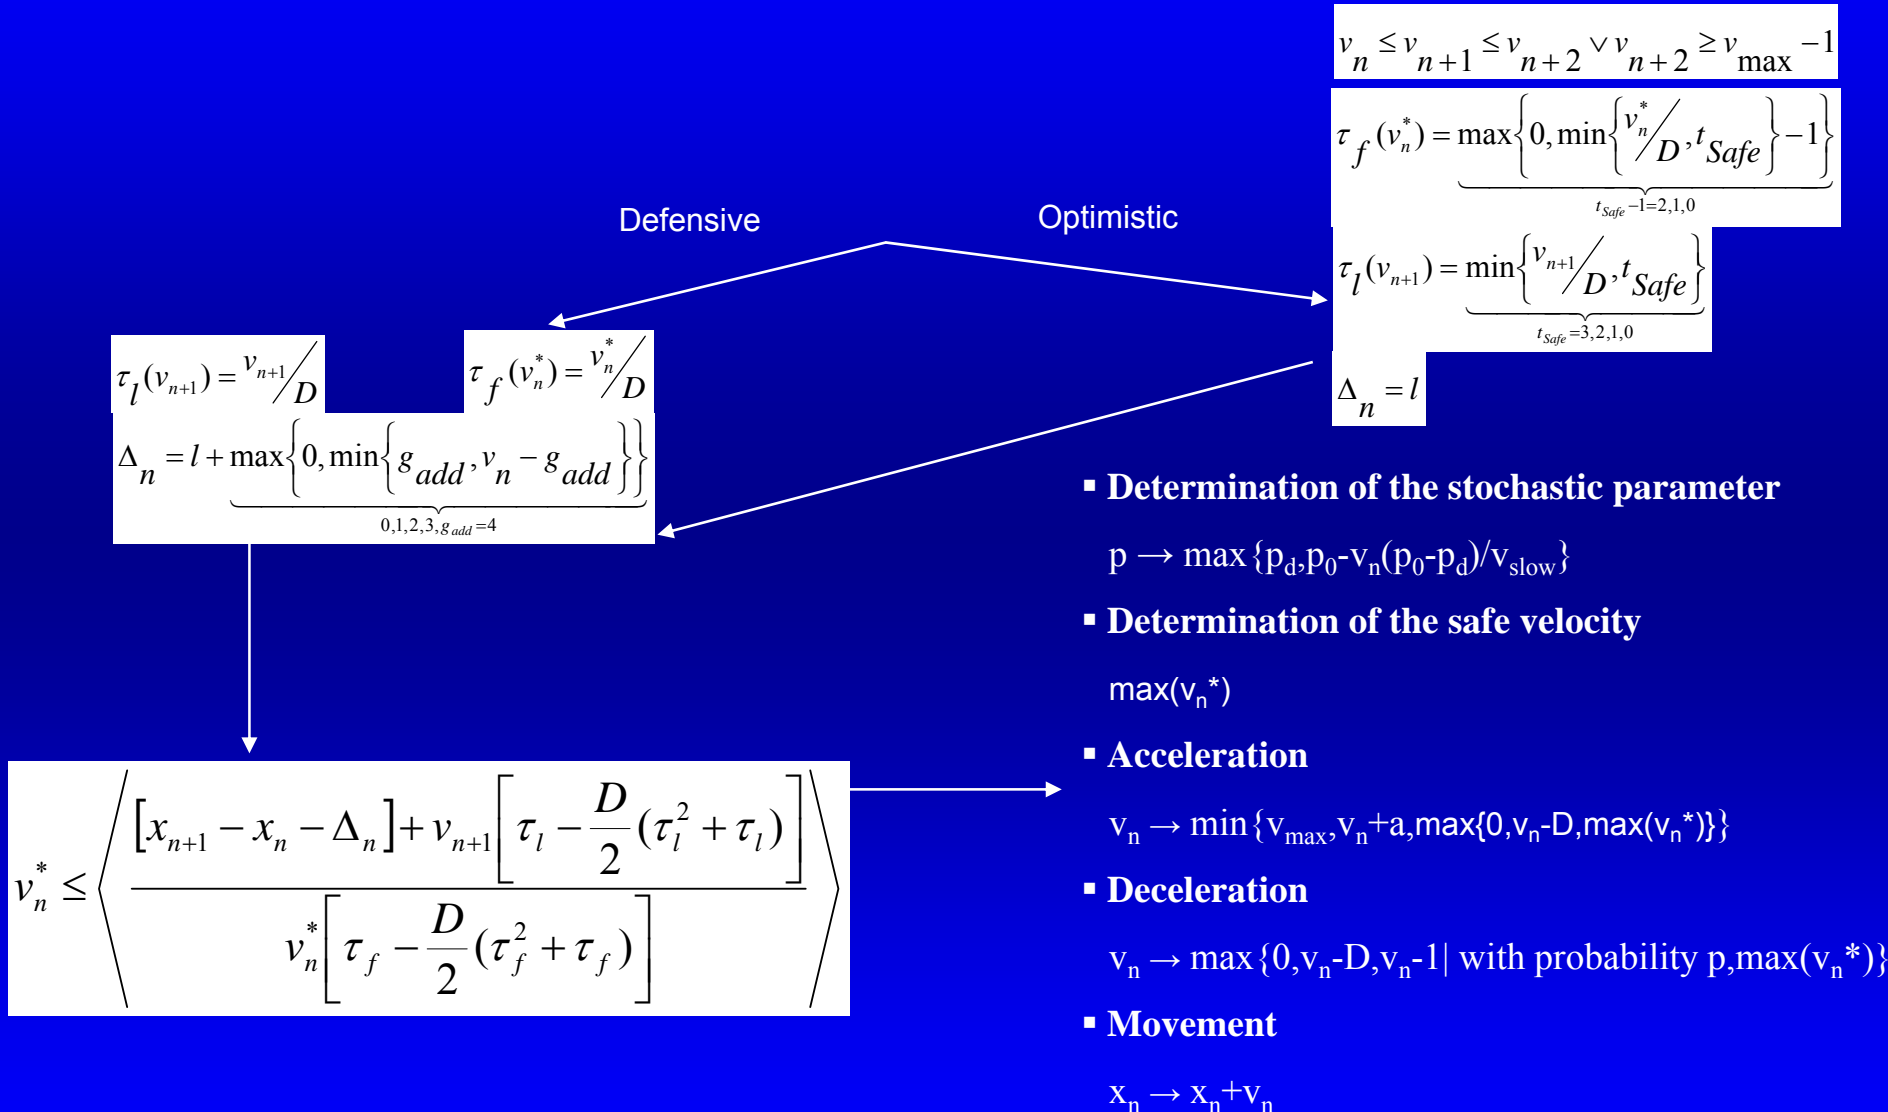 v_n ≤ v_{n+1} ≤ v_{n+2} ∨ v_{n+2} ≥ v_max −1
τ_f(v_n^*) = max{0, min{v_n^*/D, t_Safe} −1}
t_Safe −1=2,1,0
Defensive
Optimistic
τ_l(v_{n+1}) = min{v_{n+1}/D, t_Safe}
t_Safe =3,2,1,0
τ_l(v_{n+1}) = v_{n+1}/D
τ_f(v_n^*) = v_n^*/D
Δ_n = l
Δ_n = l + max{0, min{g_add, v_n − g_add}}
0,1,2,3,g_add =4
▪ Determination of the stochastic parameter
p → max{p_d,p_0-v_n(p_0-p_d)/v_slow}
▪ Determination of the safe velocity
max(v_n*)
▪ Acceleration
v_n → min{v_max,v_n+a,max{0,v_n-D,max(v_n*)}}
▪ Deceleration
v_n → max{0,v_n-D,v_n-1| with probability p,max(v_n*)}
▪ Movement
x_n → x_n+v_n
v_n^* ≤ ⟨ ([x_{n+1} − x_n − Δ_n] + v_{n+1}[τ_l − D/2 (τ_l^2 + τ_l)]) / (v_n^*[τ_f − D/2 (τ_f^2 + τ_f)]) ⟩